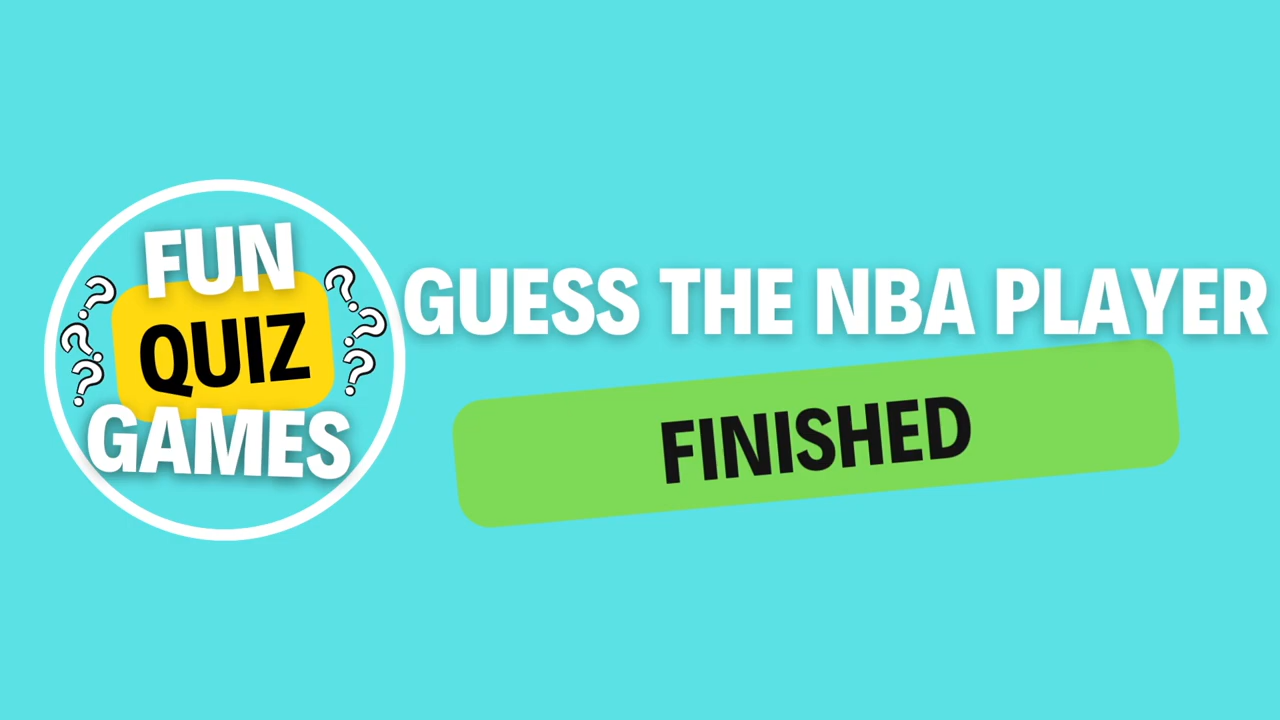 FUN
QUIZ
GAMES
GUESS THE NBA PLAYER
FINISHED